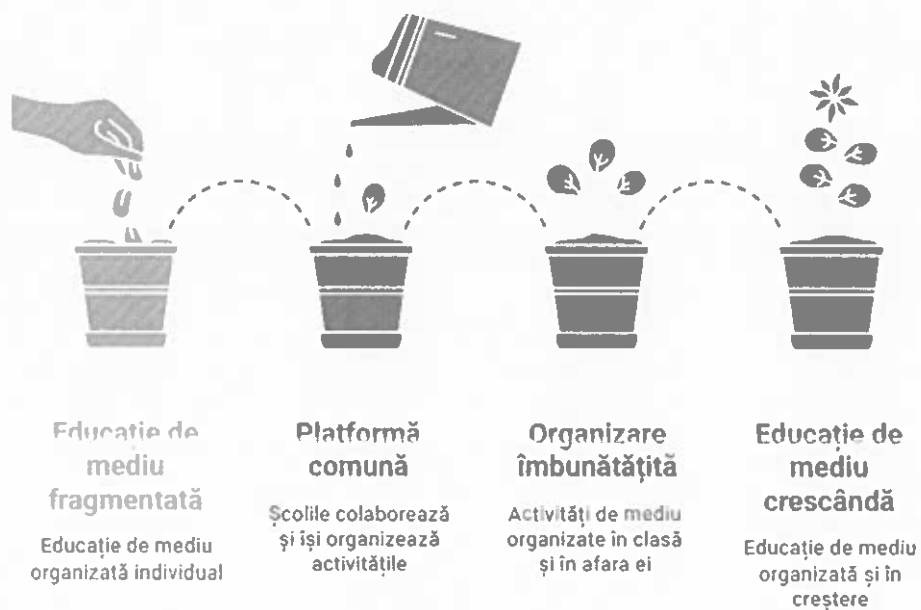 Educație de
mediu
fragmentată
Educație de mediu
organizată individual
Platformă
comună
Școlile colaborează
și își organizează
activitățile
Organizare
îmbunătățită
Activități de mediu
organizate în clasă
și în afara ei
Educație de
mediu
crescândă
Educație de mediu
organizată și în
creștere